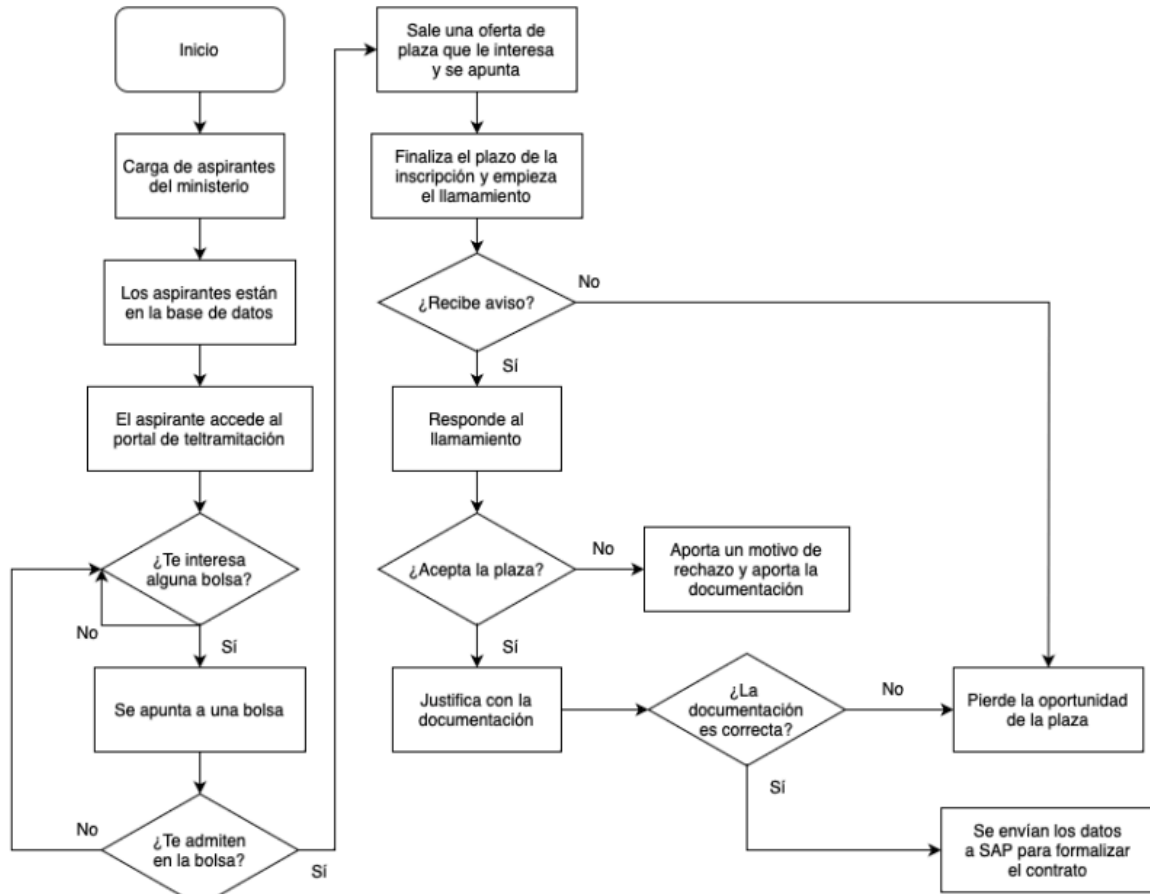 Inicio
Carga de aspirantes
del ministerio
Los aspirantes están
en la base de datos
El aspirante accede al
portal de teltramitación
¿Te interesa
alguna bolsa?
No
Sí
Se apunta a una bolsa
¿Te admiten
en la bolsa?
No
Sí
Sale una oferta de
plaza que le interesa
y se apunta
Finaliza el plazo de la
inscripción y empieza
el llamamiento
¿Recibe aviso?
No
Sí
Responde al
llamamiento
¿Acepta la plaza?
No
Aporta un motivo de
rechazo y aporta la
documentación
Sí
Justifica con la
documentación
¿La
documentación
es correcta?
No
Pierde la oportunidad
de la plaza
Sí
Se envían los datos
a SAP para formalizar
el contrato